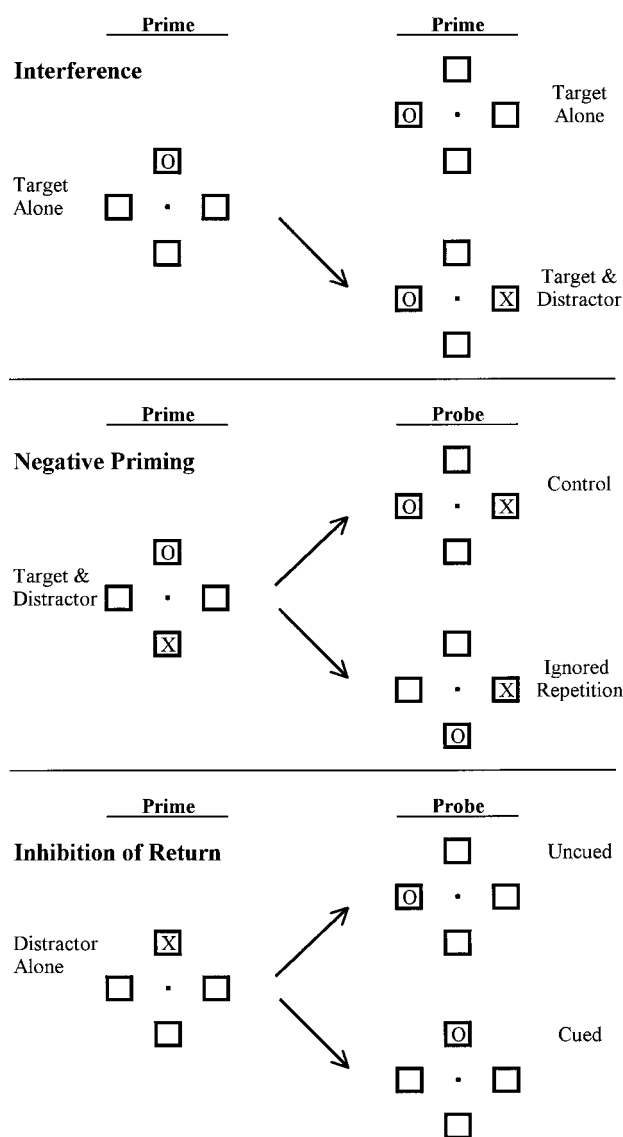 Prime Prime
Interference
Target
Alone
O
Target
Alone
O
O X
Target &
Distractor
Prime Probe
Negative Priming
Control
O X
Target &
Distractor
O
X
Ignored
Repetition
X
O
Prime Probe
Inhibition of Return
Uncued
O
Distractor
Alone
X
O
Cued